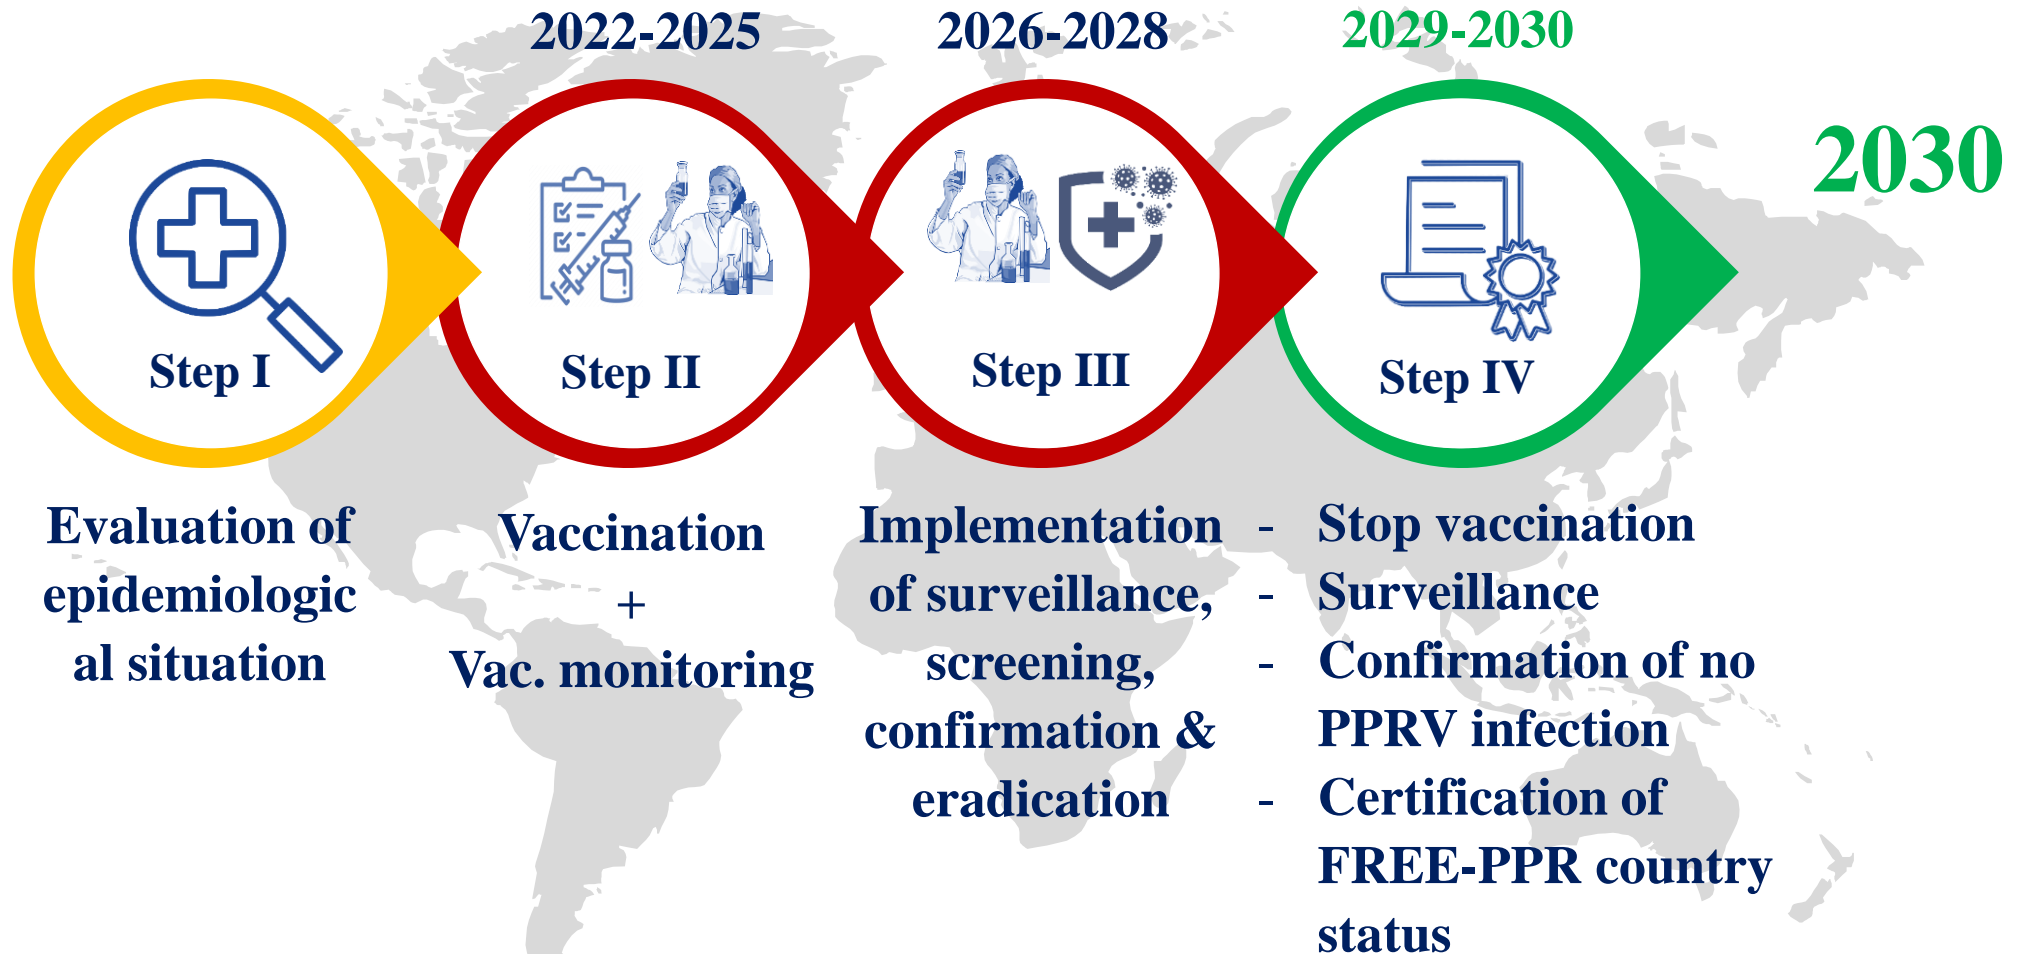 2022-2025
2026-2028
2029-2030
2030
Step I
Step II
Step III
Step IV
Evaluation of
epidemiologic
al situation
Vaccination
+
Vac. monitoring
Implementation
of surveillance,
screening,
confirmation &
eradication
- Stop vaccination
- Surveillance
- Confirmation of no
PPRV infection
- Certification of
FREE-PPR country
status